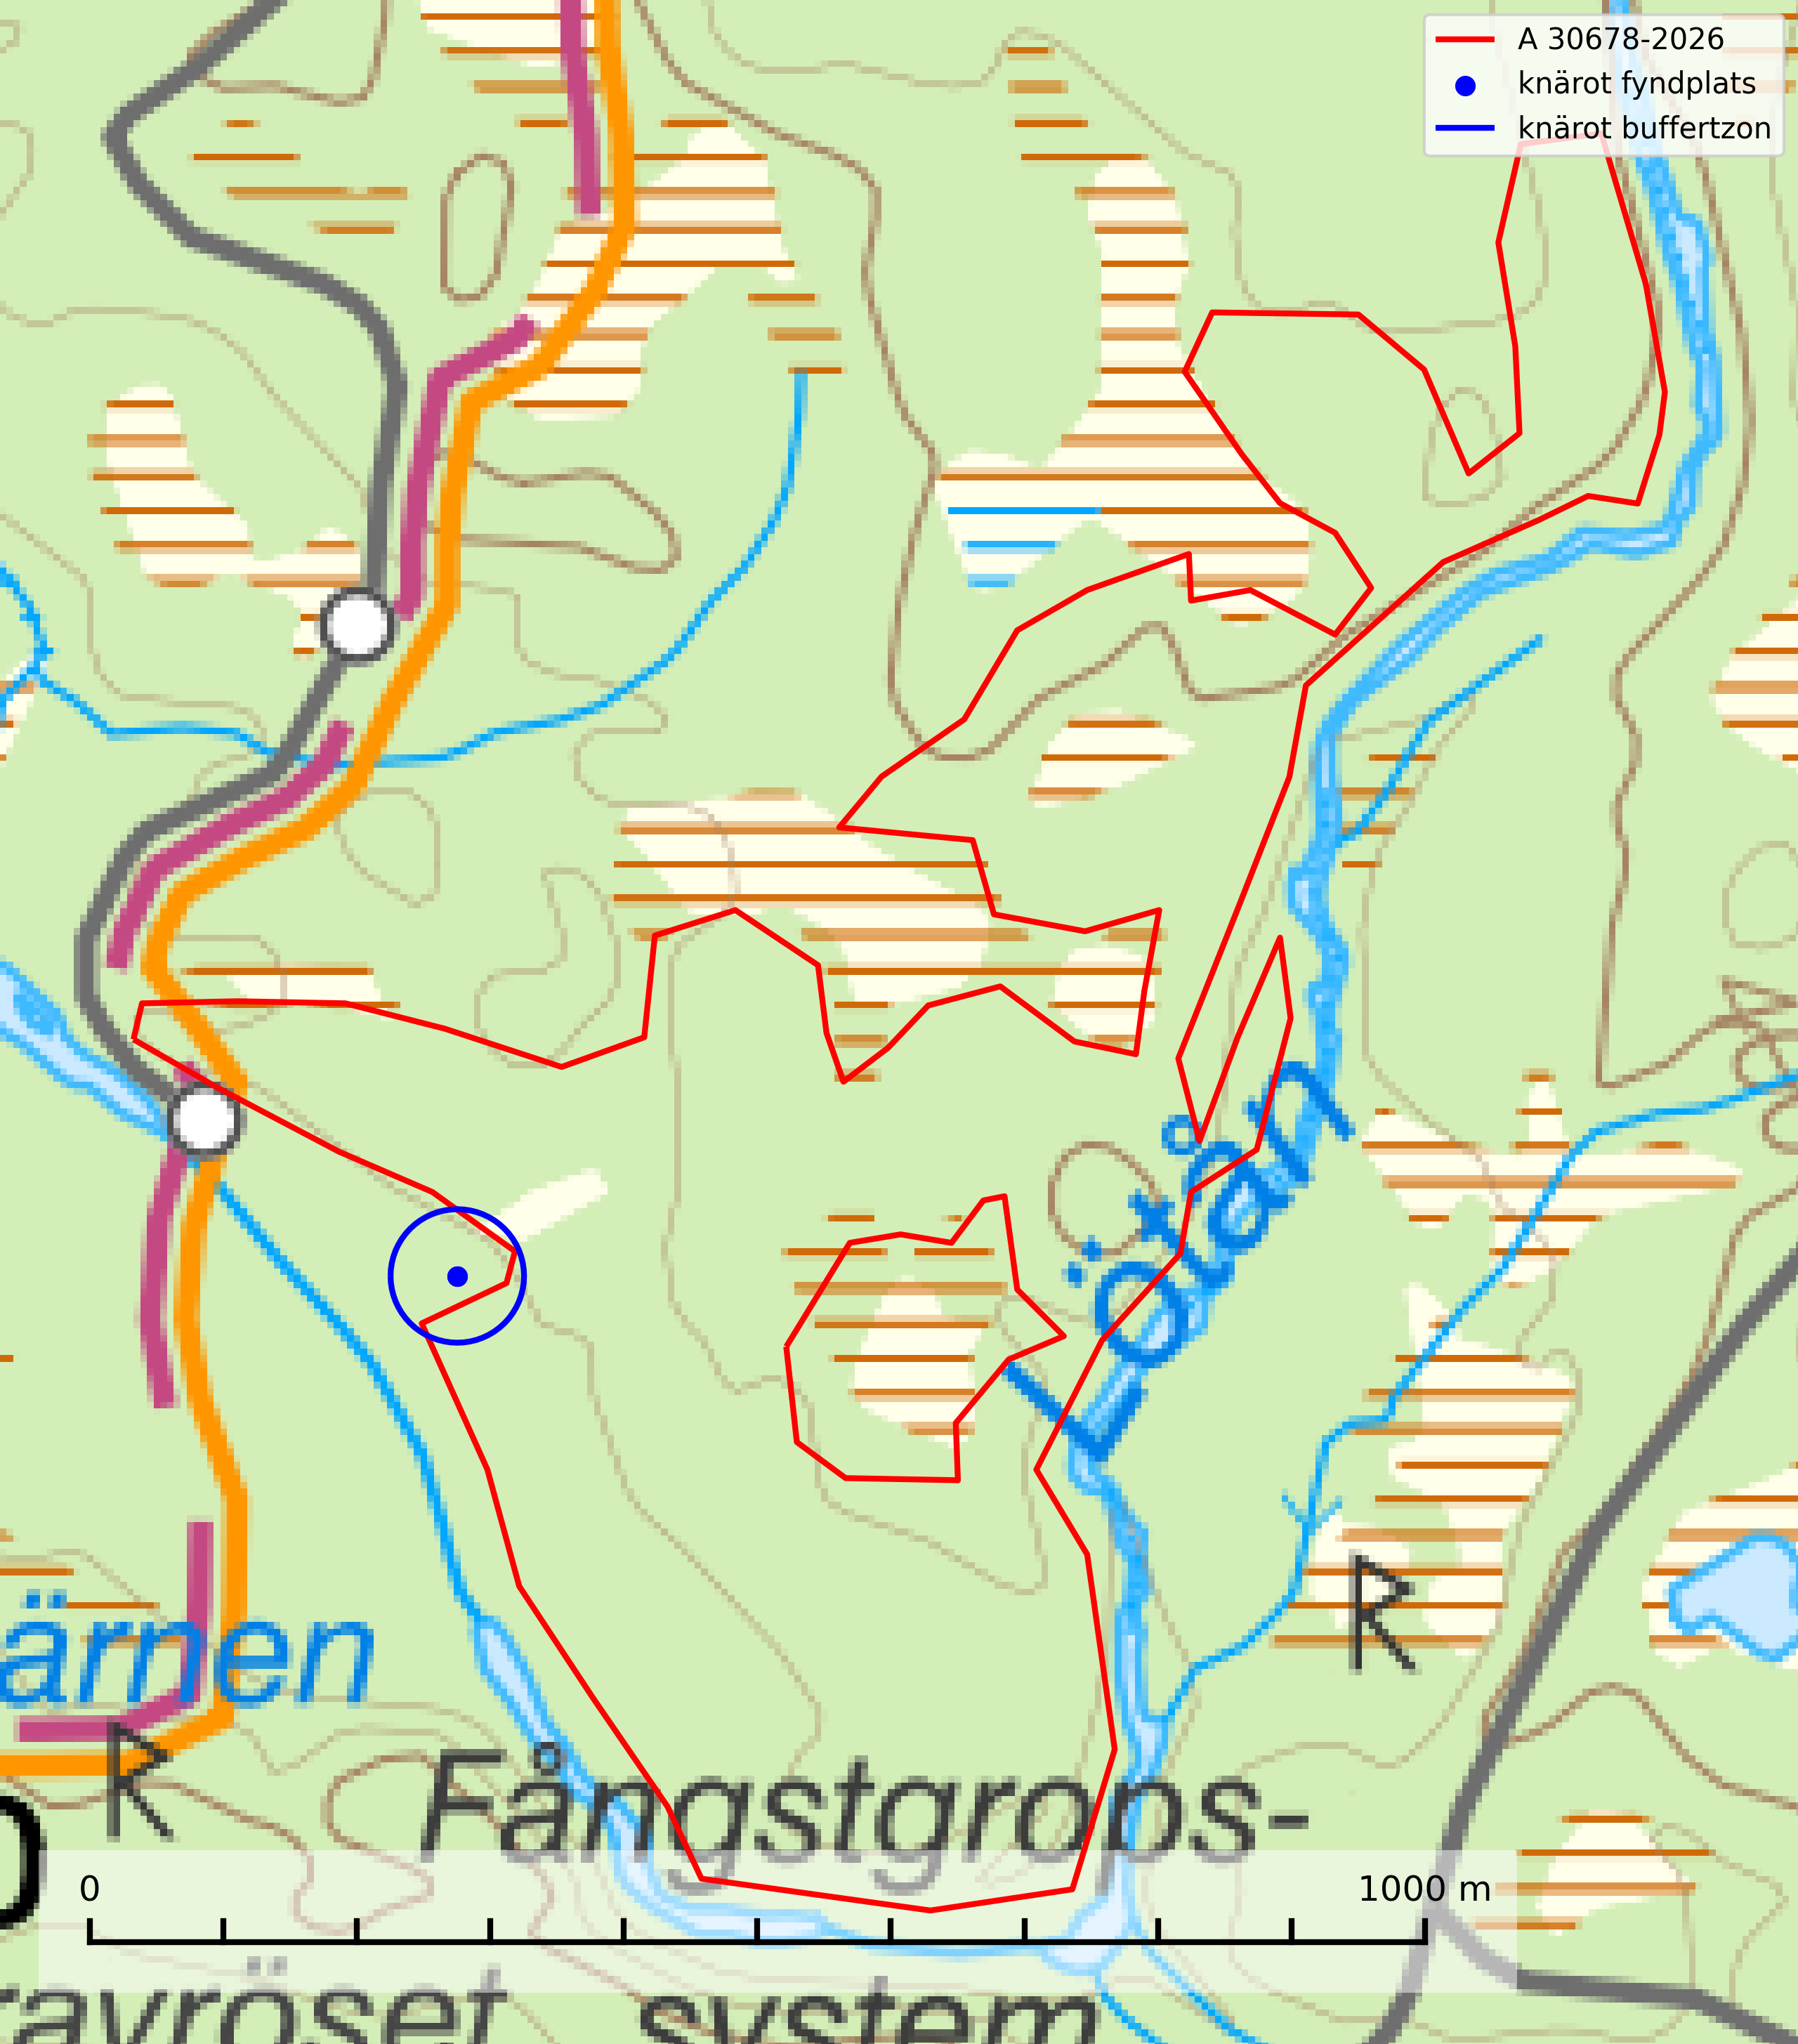 A 30678-2026
knärot fyndplats
knärot buffertzon
Lötån
R
ärnen
R
Fångstgrops-
0
1000 m
system